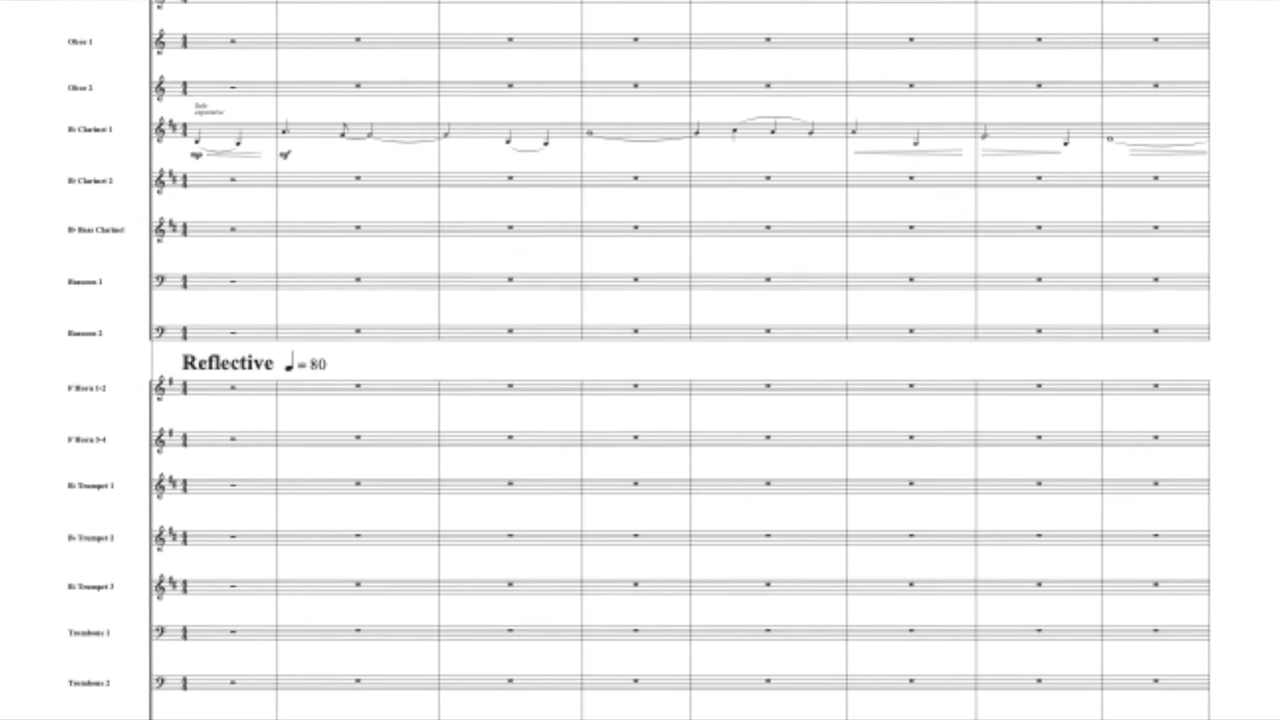 Oboe 1
Oboe 2
Solo
espressivo
B♭ Clarinet 1
mp
mf
B♭ Clarinet 2
B♭ Bass Clarinet
Bassoon 1
Bassoon 2
Reflective ♩ = 80
F Horn 1-2
F Horn 3-4
B♭ Trumpet 1
B♭ Trumpet 2
B♭ Trumpet 3
Trombone 1
Trombone 2